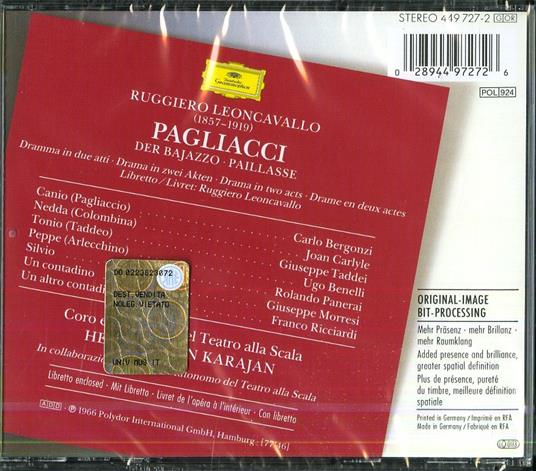 STEREO 449 727-2 GOR
0 28944 97272 6
POL 924
Deutsche Grammophon
RUGGIERO LEONCAVALLO
(1857-1919)
PAGLIACCI
DER BAJAZZO · PAILLASSE
Dramma in due atti · Drama in zwei Akten · Drama in two acts · Drame en deux actes
Libretto / Livret: Ruggiero Leoncavallo
Canio (Pagliaccio) Carlo Bergonzi
Nedda (Colombina) Joan Carlyle
Tonio (Taddeo) Giuseppe Taddei
Peppe (Arlecchino) Ugo Benelli
Silvio Rolando Panerai
Un contadino Giuseppe Morresi
Un altro contadi Franco Ricciardi
DD 0223823072
DEST.VENDITA
NOLEG.VIETATO
UNIV MUS IT
Coro del Teatro alla Scala
HE N KARAJAN
In collaborazio utonomo del Teatro alla Scala
Libretto enclosed · Mit Libretto · Livret de l'opéra à l'intérieur · Con libretto
ADD ℗ 1966 Polydor International GmbH, Hamburg
ORIGINAL-IMAGE
BIT-PROCESSING
Mehr Präsenz · mehr Brillanz ·
mehr Raumklang
Added presence and brilliance,
greater spatial definition
Plus de présence, pureté
du timbre, meilleure définition
spatiale
Printed in Germany / Imprimé en RFA
Made in Germany / Fabriqué en RFA